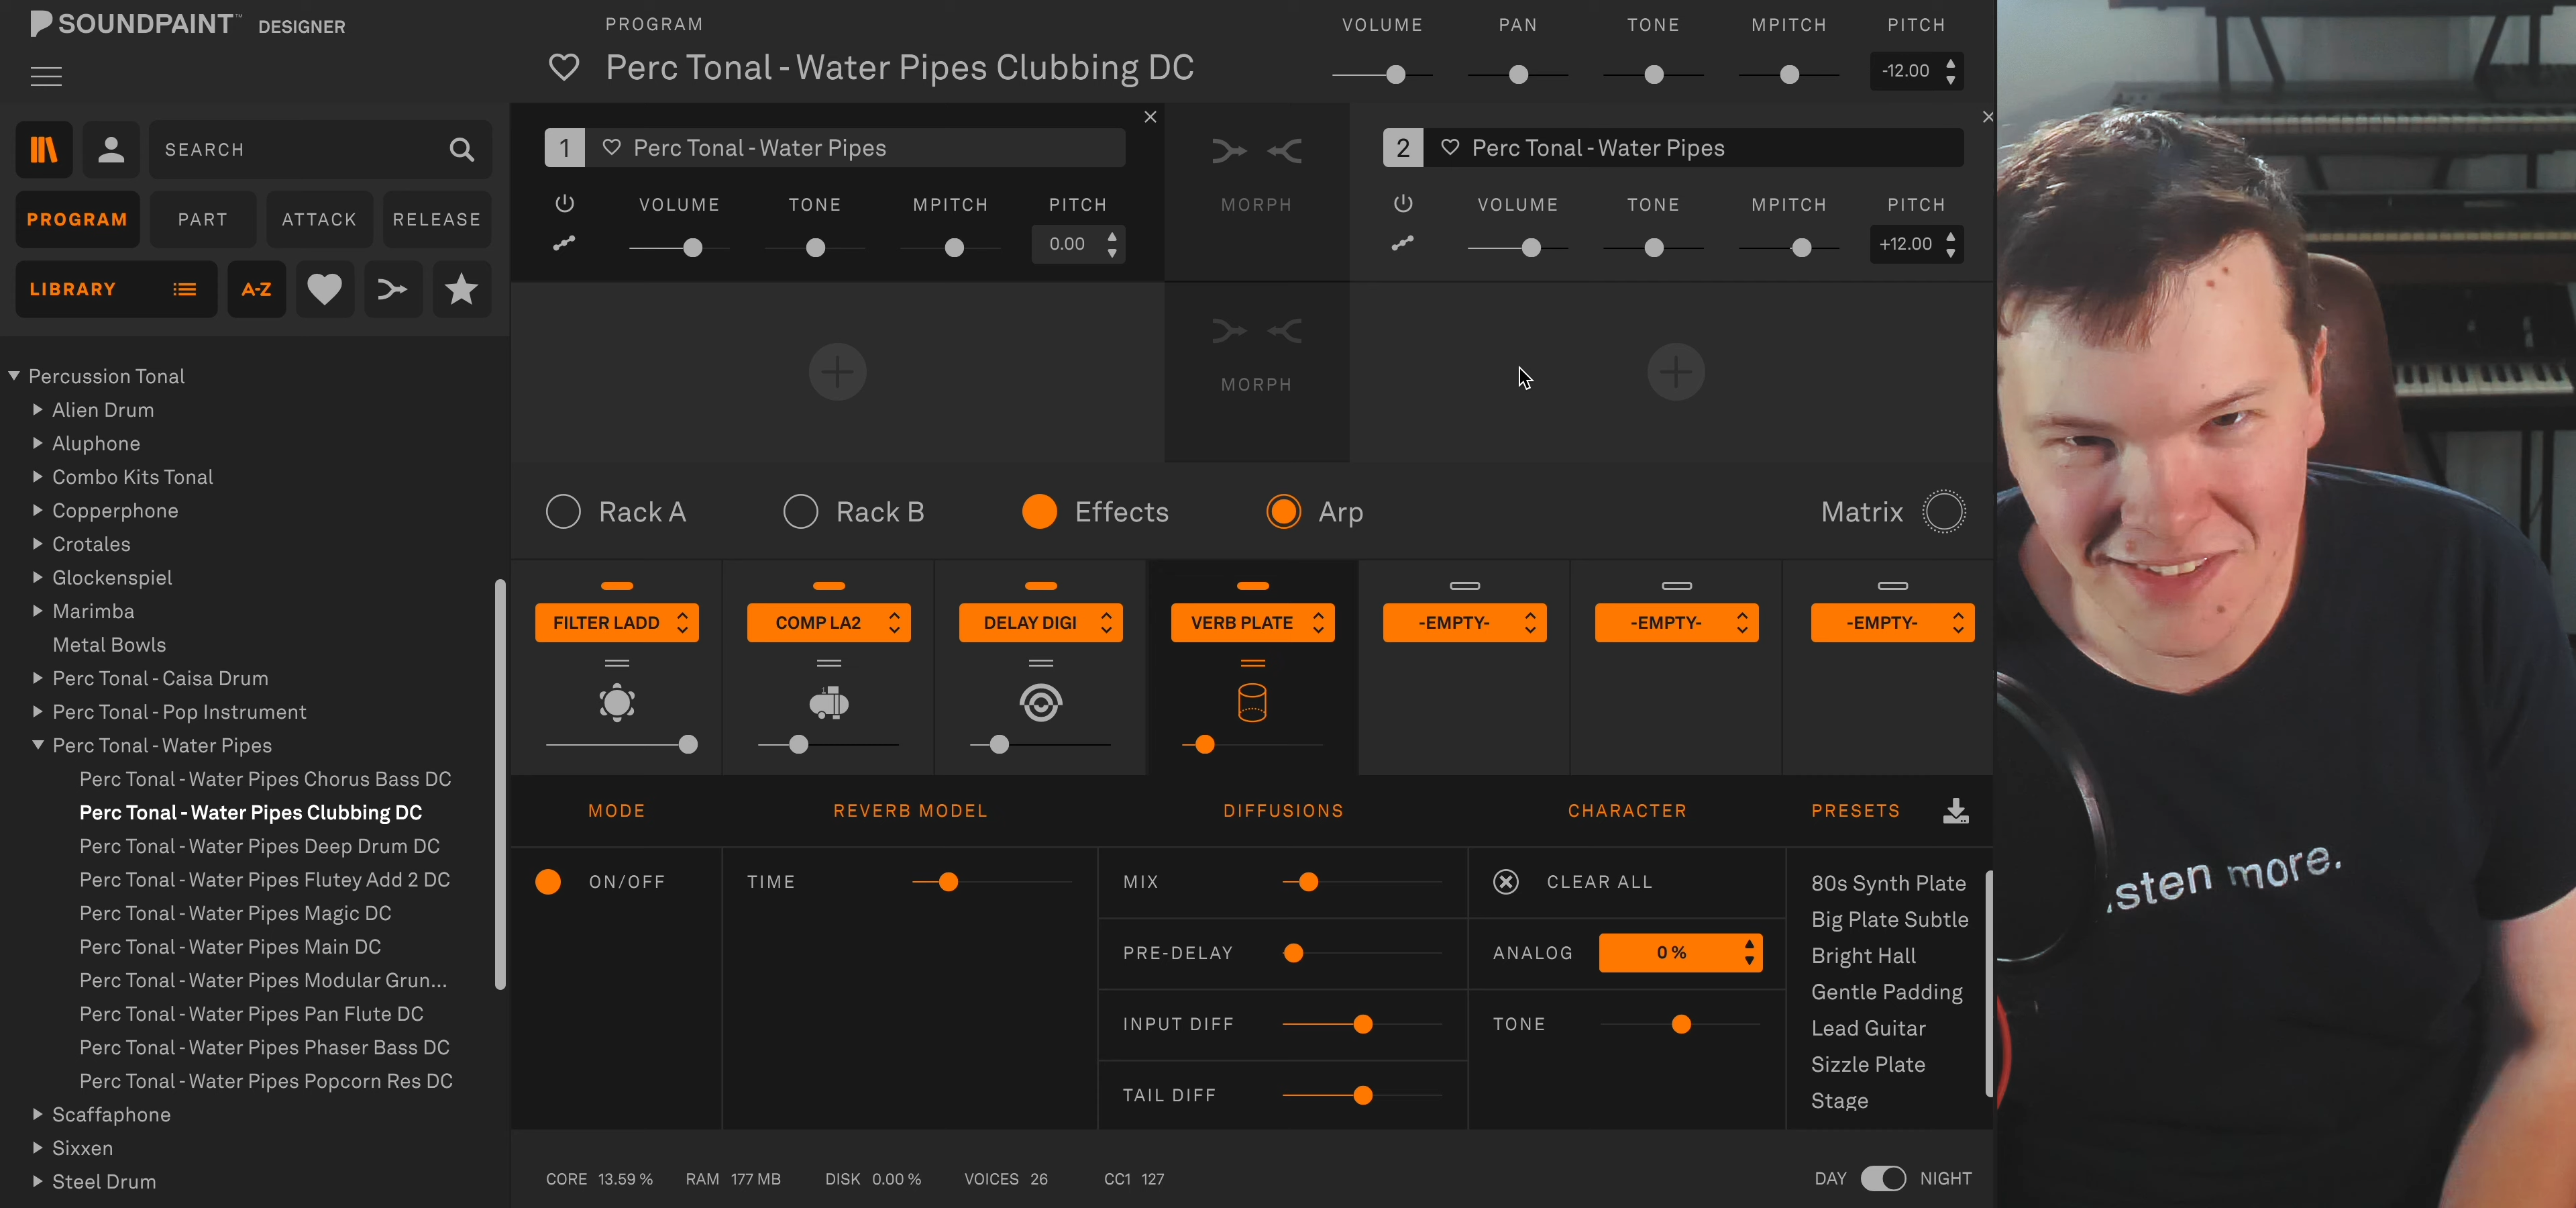 SOUNDPAINT™ DESIGNER
PROGRAM
Perc Tonal - Water Pipes Clubbing DC
VOLUME PAN TONE MPITCH PITCH
-12.00
SEARCH
PROGRAM PART ATTACK RELEASE
LIBRARY A-Z
Percussion Tonal
Alien Drum
Aluphone
Combo Kits Tonal
Copperphone
Crotales
Glockenspiel
Marimba
Metal Bowls
Perc Tonal - Caisa Drum
Perc Tonal - Pop Instrument
Perc Tonal - Water Pipes
Perc Tonal - Water Pipes Chorus Bass DC
Perc Tonal - Water Pipes Clubbing DC
Perc Tonal - Water Pipes Deep Drum DC
Perc Tonal - Water Pipes Flutey Add 2 DC
Perc Tonal - Water Pipes Magic DC
Perc Tonal - Water Pipes Main DC
Perc Tonal - Water Pipes Modular Grun...
Perc Tonal - Water Pipes Pan Flute DC
Perc Tonal - Water Pipes Phaser Bass DC
Perc Tonal - Water Pipes Popcorn Res DC
Scaffaphone
Sixxen
Steel Drum
1 Perc Tonal - Water Pipes
VOLUME TONE MPITCH PITCH
0.00
MORPH
2 Perc Tonal - Water Pipes
VOLUME TONE MPITCH PITCH
+12.00
MORPH
Rack A Rack B Effects Arp Matrix
FILTER LADD COMP LA2 DELAY DIGI VERB PLATE -EMPTY- -EMPTY- -EMPTY-
MODE REVERB MODEL DIFFUSIONS CHARACTER PRESETS
ON/OFF
TIME
MIX
PRE-DELAY
INPUT DIFF
TAIL DIFF
CLEAR ALL
ANALOG 0 %
TONE
80s Synth Plate
Big Plate Subtle
Bright Hall
Gentle Padding
Lead Guitar
Sizzle Plate
Stage
CORE 13.59 % RAM 177 MB DISK 0.00 % VOICES 26 CC1 127
DAY NIGHT
sten more.